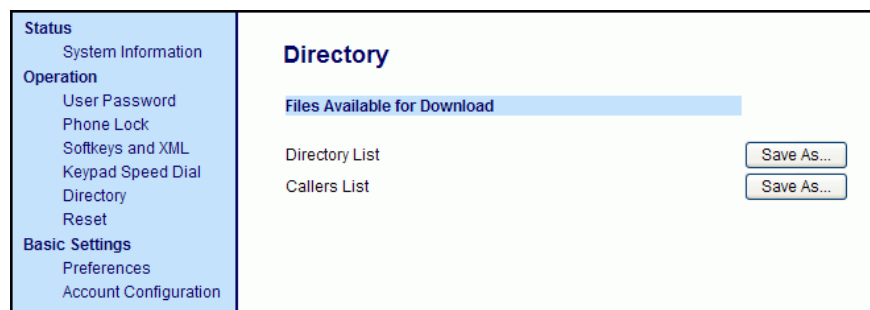 Status
System Information
Operation
User Password
Phone Lock
Softkeys and XML
Keypad Speed Dial
Directory
Reset
Basic Settings
Preferences
Account Configuration
Directory
Files Available for Download
Directory List
Save As...
Callers List
Save As...